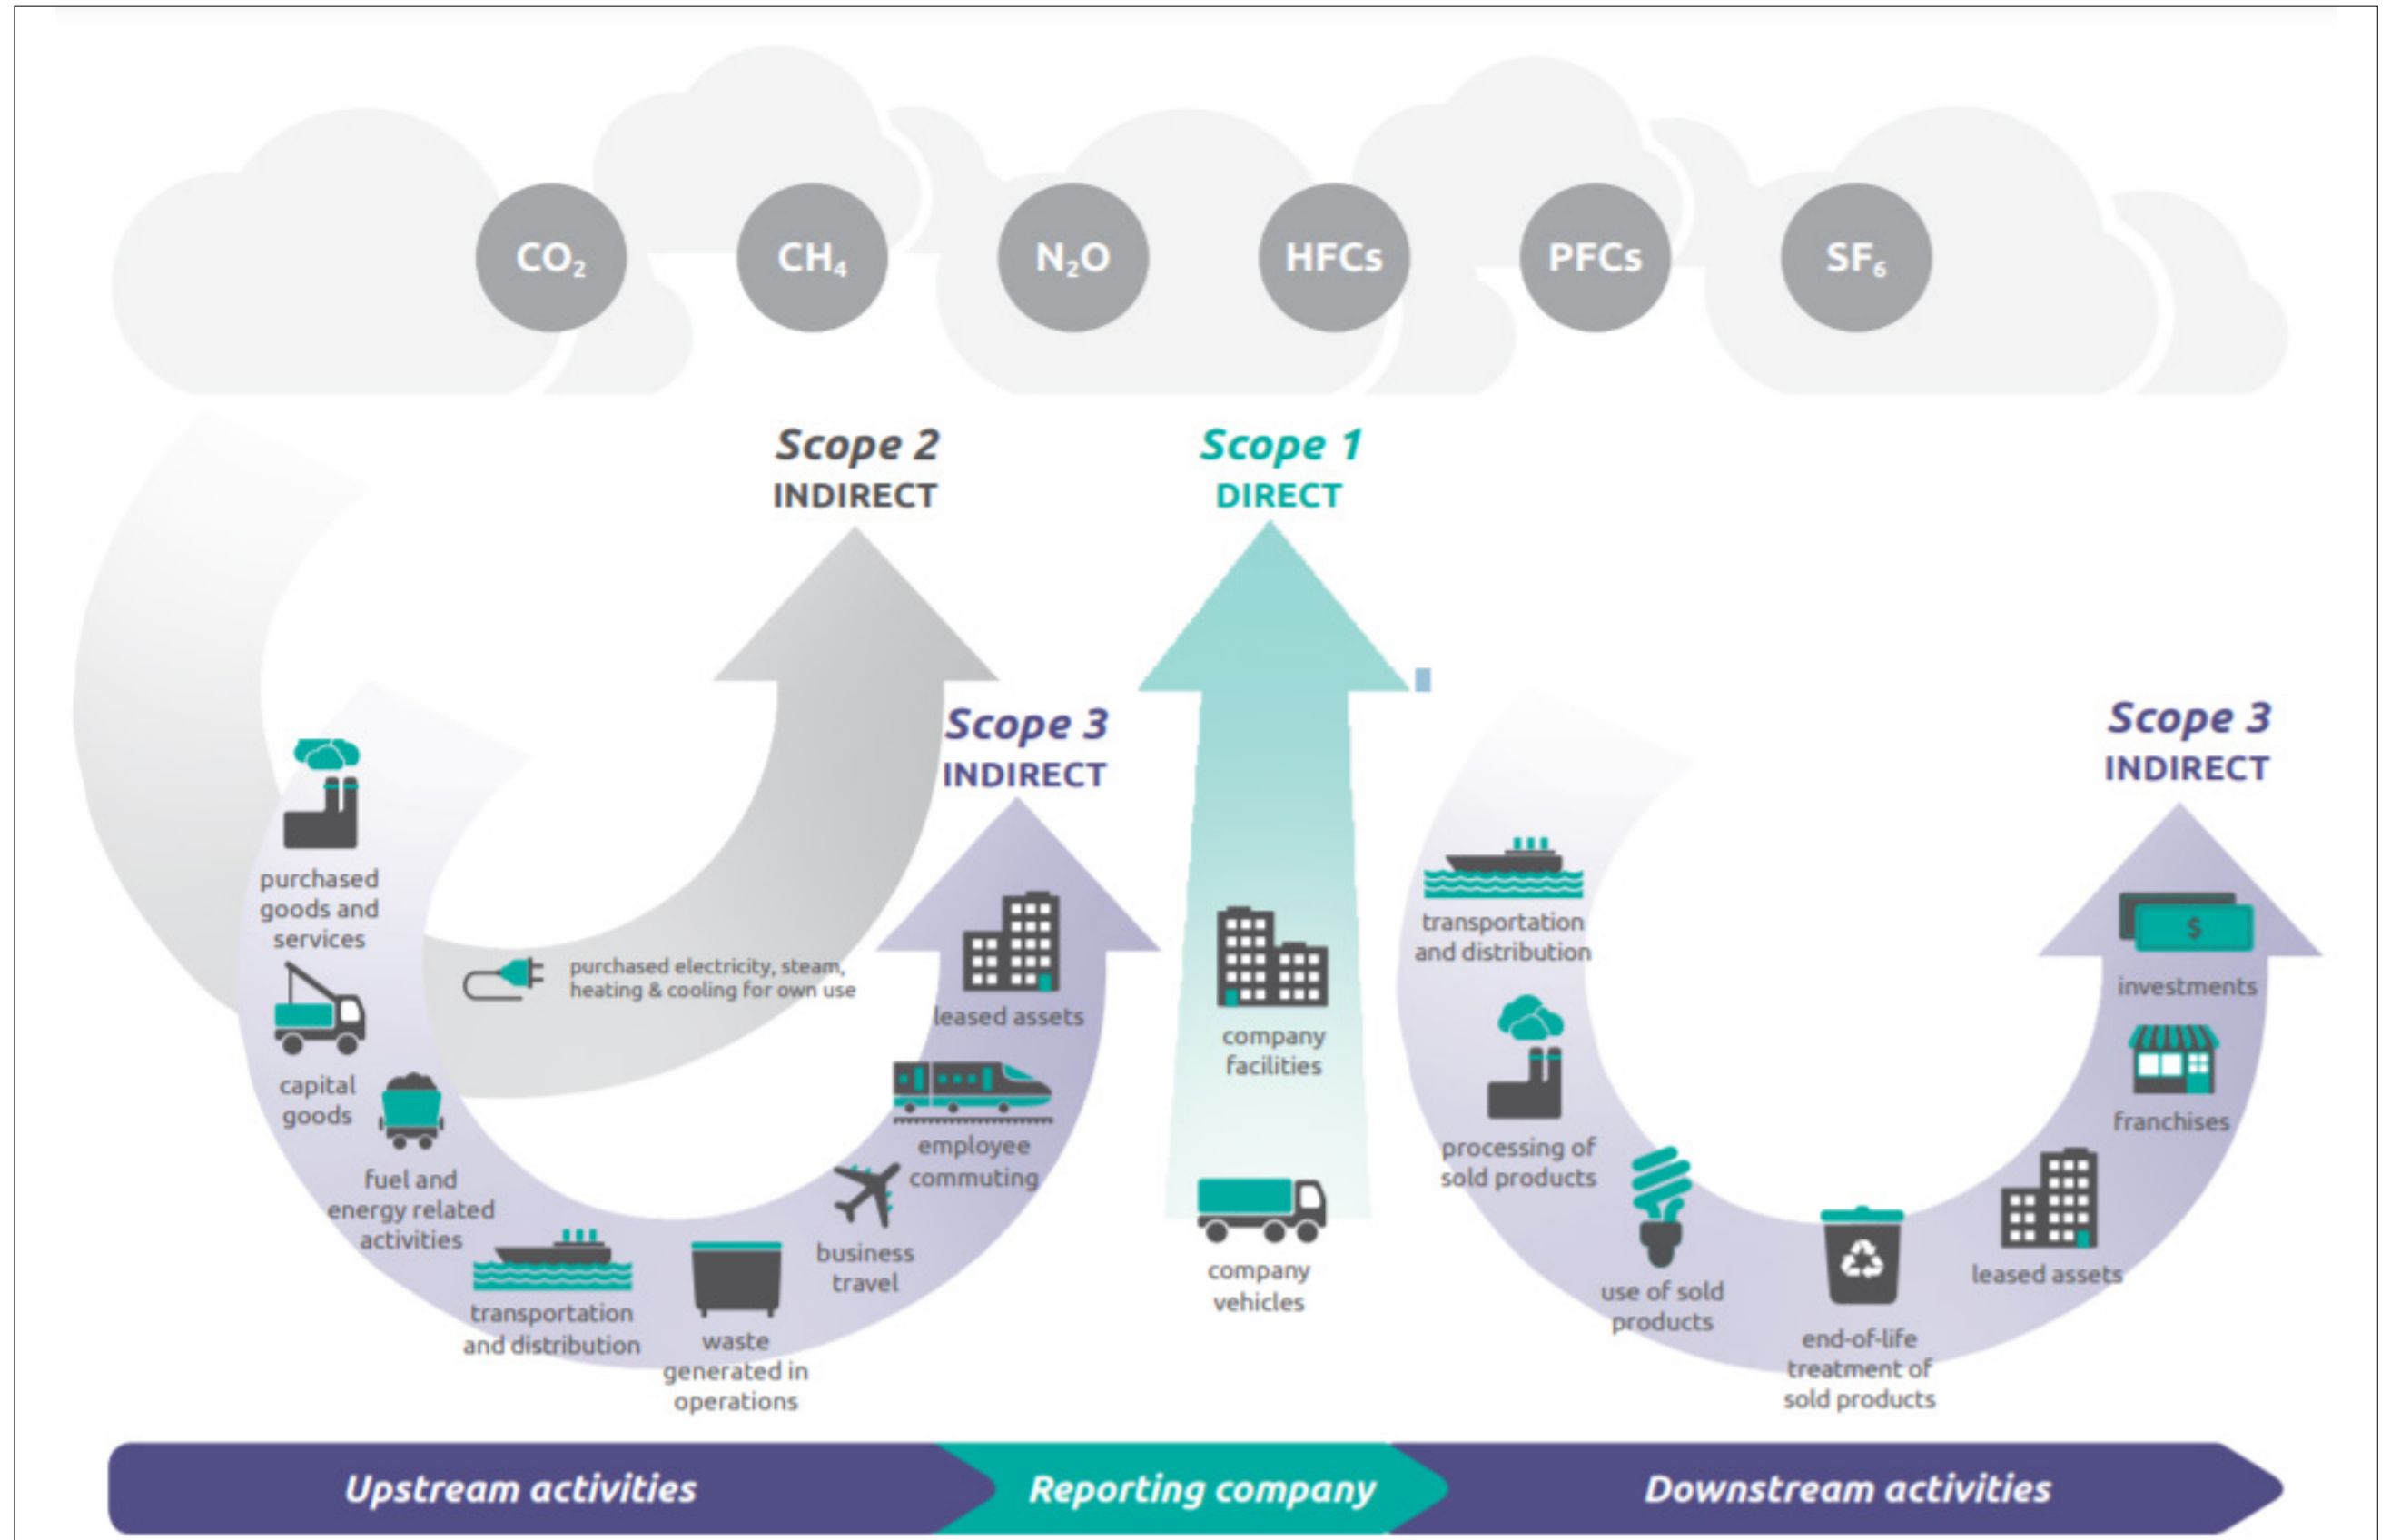 CO₂
CH₄
N₂O
HFCs
PFCs
SF₆
Scope 2
INDIRECT
Scope 1
DIRECT
Scope 3
INDIRECT
Scope 3
INDIRECT
purchased
goods and
services
capital
goods
fuel and
energy related
activities
transportation
and distribution
waste
generated in
operations
business
travel
employee
commuting
leased assets
purchased electricity, steam,
heating & cooling for own use
company
facilities
company
vehicles
transportation
and distribution
processing of
sold products
use of sold
products
end-of-life
treatment of
sold products
leased assets
franchises
$
investments
Upstream activities
Reporting company
Downstream activities